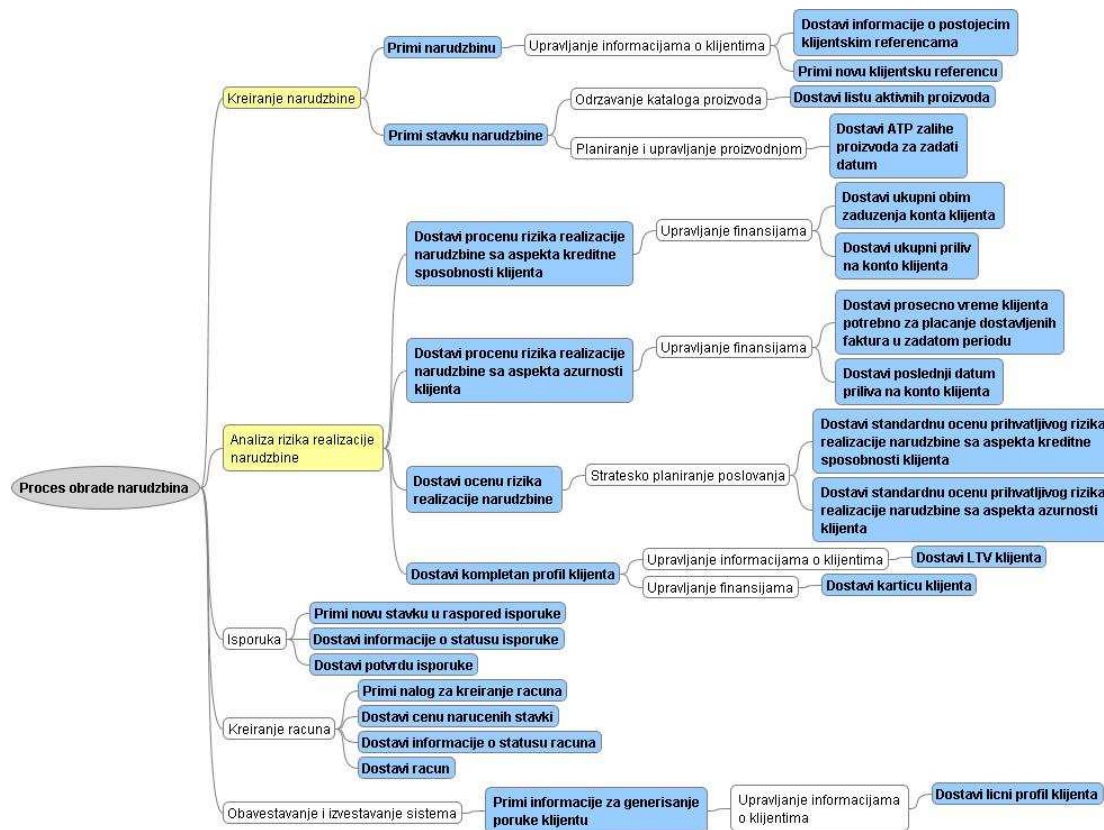 Proces obrade narudzbina
Kreiranje narudzbine
Primi narudzbinu
Upravljanje informacijama o klijentima
Dostavi informacije o postojecim
klijentskim referencama
Primi novu klijentsku referencu
Primi stavku narudzbine
Odrzavanje kataloga proizvoda
Dostavi listu aktivnih proizvoda
Planiranje i upravljanje proizvodnjom
Dostavi ATP zalihe
proizvoda za zadati
datum
Analiza rizika realizacije
narudzbine
Dostavi procenu rizika realizacije
narudzbine sa aspekta kreditne
sposobnosti klijenta
Upravljanje finansijama
Dostavi ukupni obim
zaduzenja konta klijenta
Dostavi ukupni priliv
na konto klijenta
Dostavi procenu rizika realizacije
narudzbine sa aspekta azurnosti
klijenta
Upravljanje finansijama
Dostavi prosecno vreme klijenta
potrebno za placanje dostavljenih
faktura u zadatom periodu
Dostavi poslednji datum
priliva na konto klijenta
Dostavi ocenu rizika
realizacije narudzbine
Stratesko planiranje poslovanja
Dostavi standardnu ocenu prihvatljivog rizika
realizacije narudzbine sa aspekta kreditne
sposobnosti klijenta
Dostavi standardnu ocenu prihvatljivog rizika
realizacije narudzbine sa aspekta azurnosti
klijenta
Dostavi kompletan profil klijenta
Upravljanje informacijama o klijentima
Dostavi LTV klijenta
Upravljanje finansijama
Dostavi karticu klijenta
Isporuka
Primi novu stavku u raspored isporuke
Dostavi informacije o statusu isporuke
Dostavi potvrdu isporuke
Kreiranje racuna
Primi nalog za kreiranje racuna
Dostavi cenu narucenih stavki
Dostavi informacije o statusu racuna
Dostavi racun
Obavestavanje i izvestavanje sistema
Primi informacije za generisanje
poruke klijentu
Upravljanje informacijama
o klijentima
Dostavi licni profil klijenta